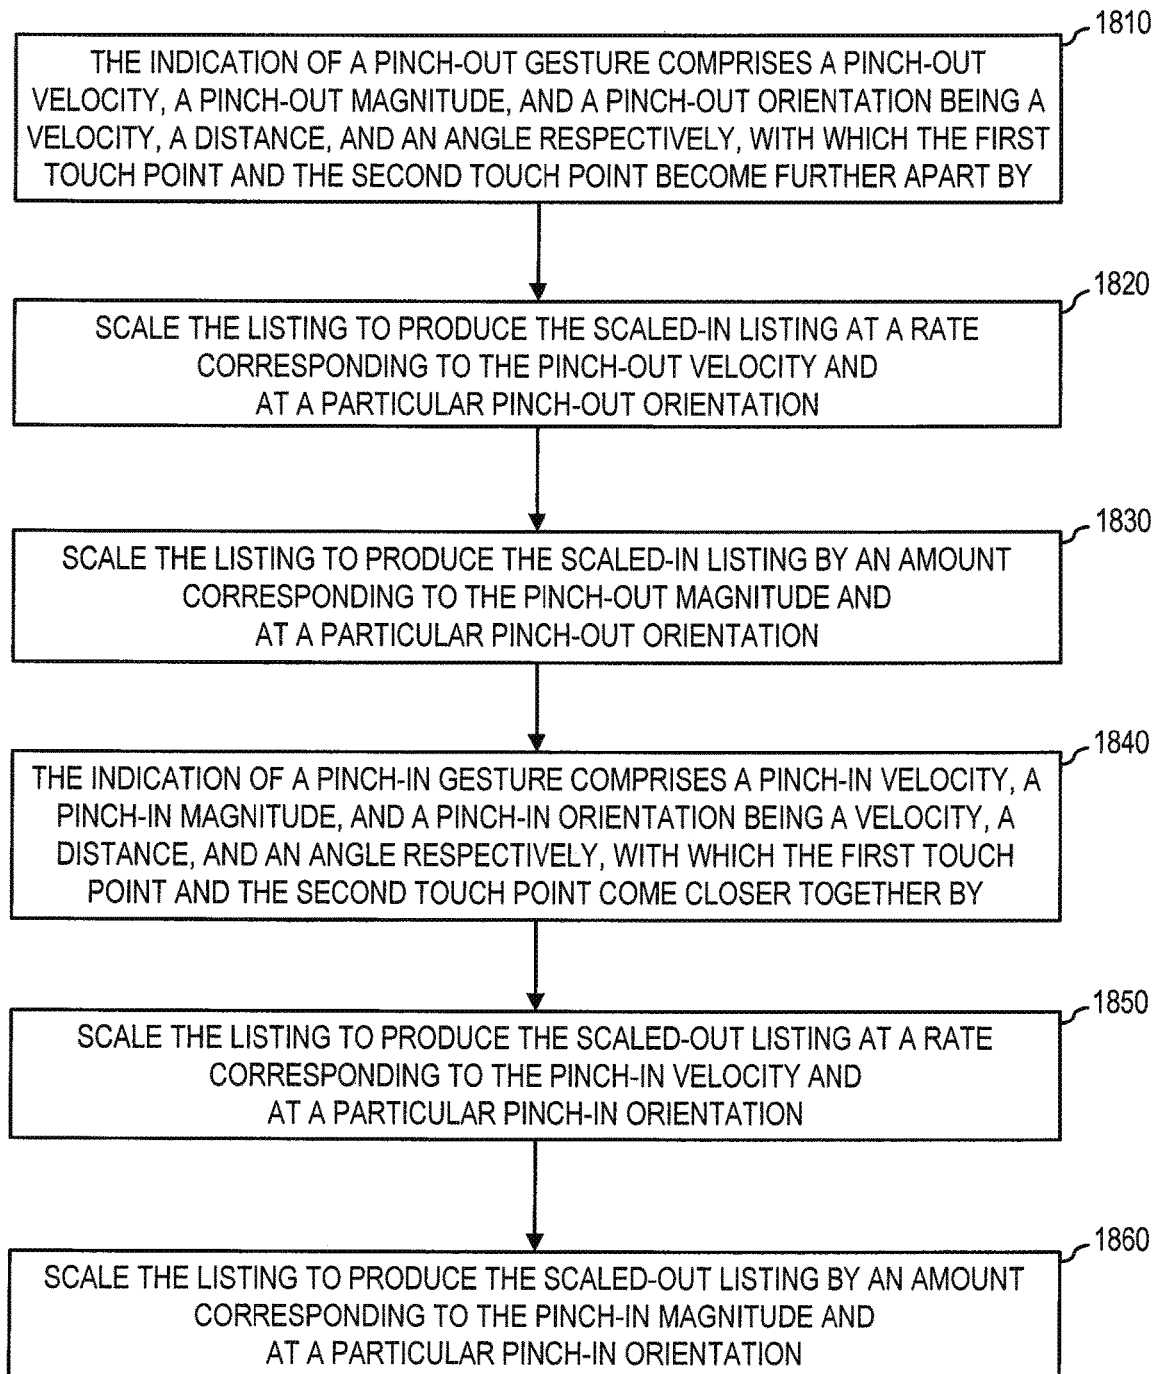 1810
THE INDICATION OF A PINCH-OUT GESTURE COMPRISES A PINCH-OUT
VELOCITY, A PINCH-OUT MAGNITUDE, AND A PINCH-OUT ORIENTATION BEING A
VELOCITY, A DISTANCE, AND AN ANGLE RESPECTIVELY, WITH WHICH THE FIRST
TOUCH POINT AND THE SECOND TOUCH POINT BECOME FURTHER APART BY
1820
SCALE THE LISTING TO PRODUCE THE SCALED-IN LISTING AT A RATE
CORRESPONDING TO THE PINCH-OUT VELOCITY AND
AT A PARTICULAR PINCH-OUT ORIENTATION
1830
SCALE THE LISTING TO PRODUCE THE SCALED-IN LISTING BY AN AMOUNT
CORRESPONDING TO THE PINCH-OUT MAGNITUDE AND
AT A PARTICULAR PINCH-OUT ORIENTATION
1840
THE INDICATION OF A PINCH-IN GESTURE COMPRISES A PINCH-IN VELOCITY, A
PINCH-IN MAGNITUDE, AND A PINCH-IN ORIENTATION BEING A VELOCITY, A
DISTANCE, AND AN ANGLE RESPECTIVELY, WITH WHICH THE FIRST TOUCH
POINT AND THE SECOND TOUCH POINT COME CLOSER TOGETHER BY
1850
SCALE THE LISTING TO PRODUCE THE SCALED-OUT LISTING AT A RATE
CORRESPONDING TO THE PINCH-IN VELOCITY AND
AT A PARTICULAR PINCH-IN ORIENTATION
1860
SCALE THE LISTING TO PRODUCE THE SCALED-OUT LISTING BY AN AMOUNT
CORRESPONDING TO THE PINCH-IN MAGNITUDE AND
AT A PARTICULAR PINCH-IN ORIENTATION